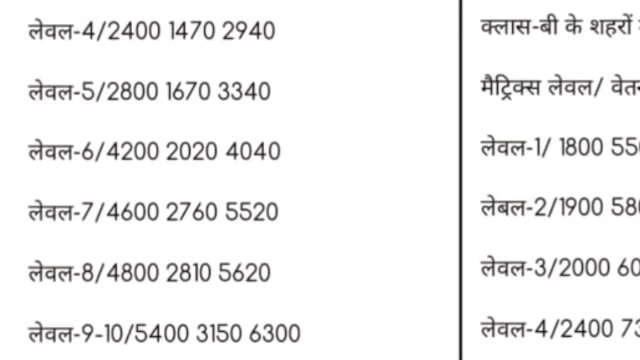 लेवल-4/2400 1470 2940
लेवल-5/2800 1670 3340
लेवल-6/4200 2020 4040
लेवल-7/4600 2760 5520
लेवल-8/4800 2810 5620
लेवल-9-10/5400 3150 6300
क्लास-बी के शहरों
मैट्रिक्स लेवल/
लेवल-1/ 1800
लेबल-2/1900
लेवल-3/2000
लेवल-4/2400